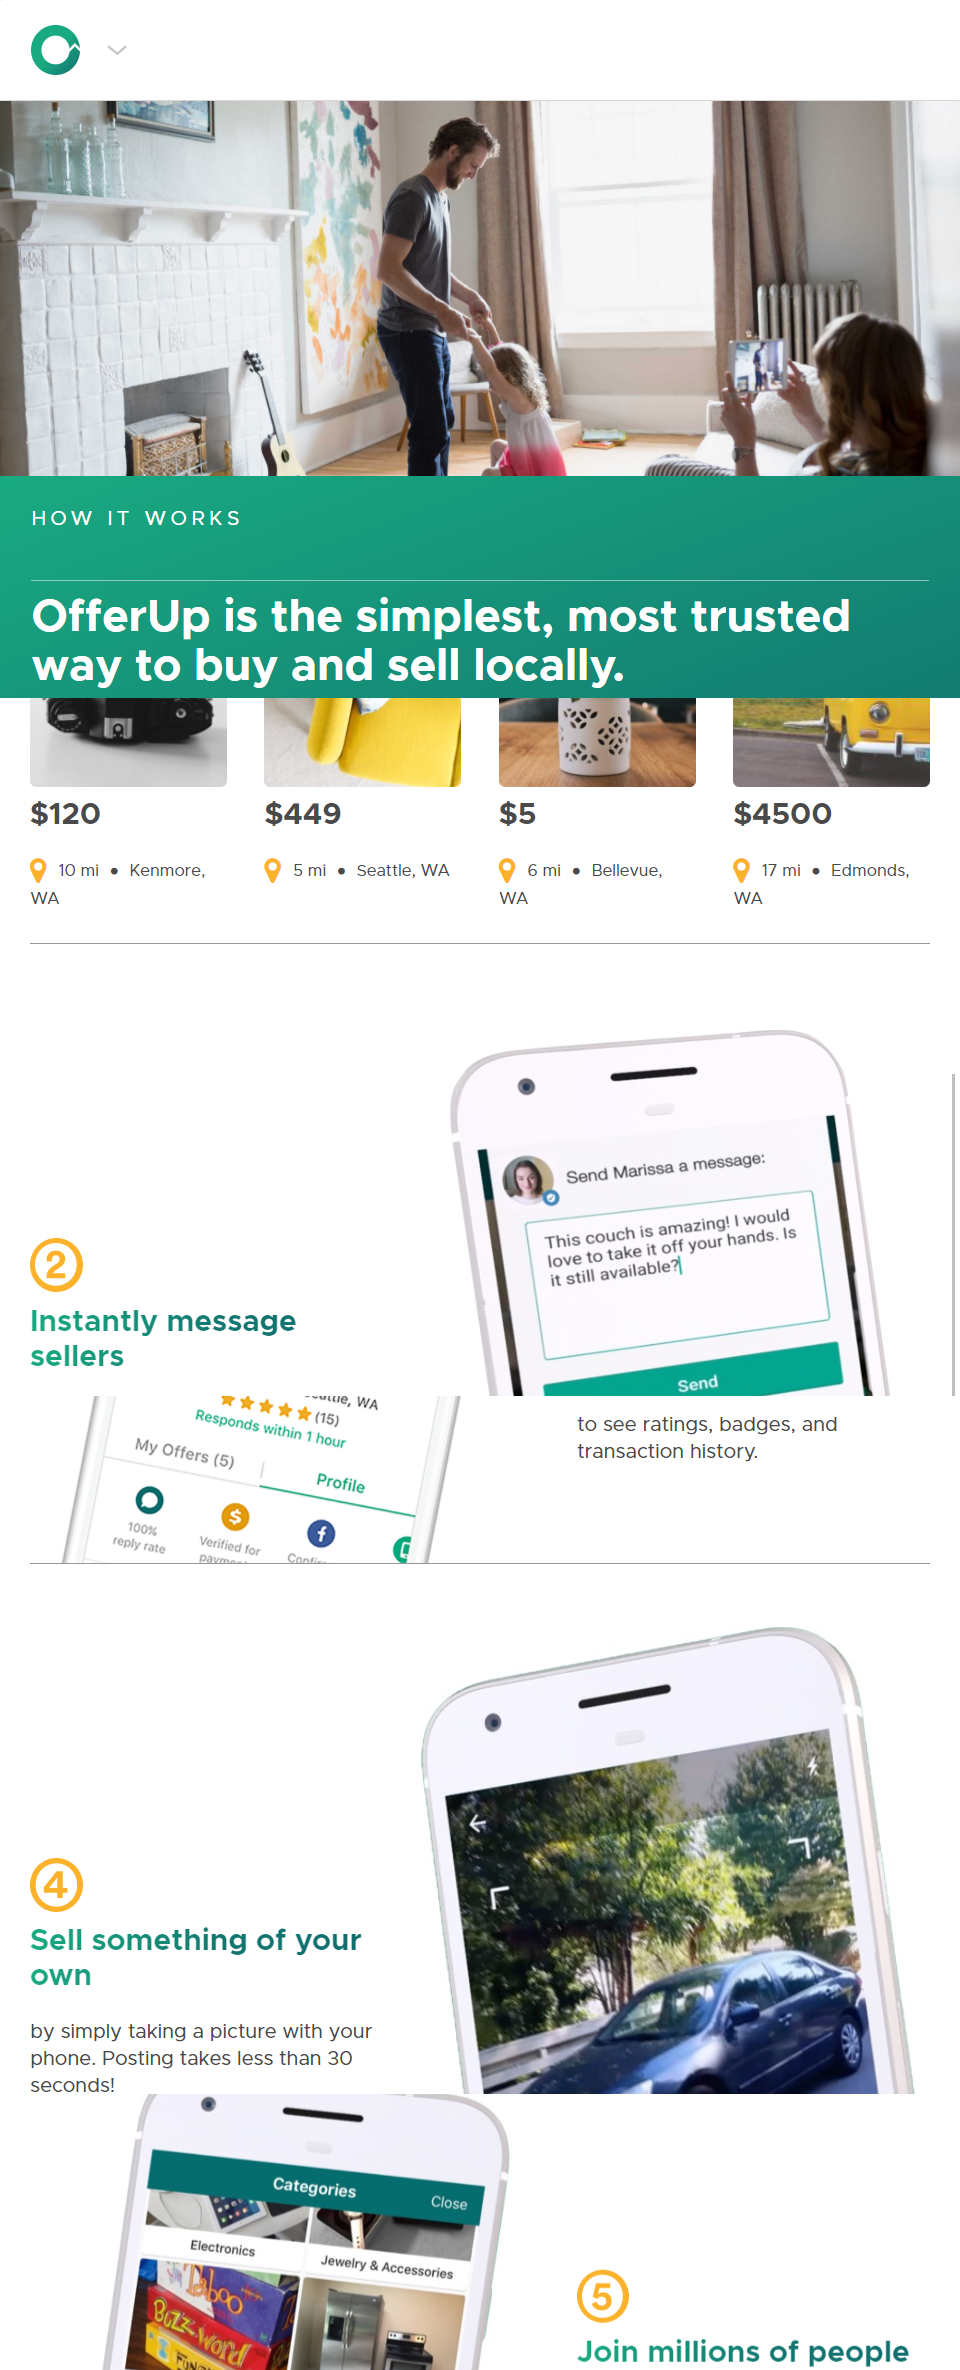 HOW IT WORKS
OfferUp is the simplest, most trusted
way to buy and sell locally.
$120
10 mi • Kenmore,
WA
$449
5 mi • Seattle, WA
$5
6 mi • Bellevue,
WA
$4500
17 mi • Edmonds,
WA
Send Marissa a message:
This couch is amazing! I would
love to take it off your hands. Is
it still available?
Send
2
Instantly message
sellers
WA
(15)
Responds within 1 hour
My Offers (5)
Profile
100%
reply rate
Verified for
to see ratings, badges, and
transaction history.
4
Sell something of your
own
by simply taking a picture with your
phone. Posting takes less than 30
seconds!
Categories
Close
Electronics
Jewelry & Accessories
Taboo
Buzzword
5
Join millions of people